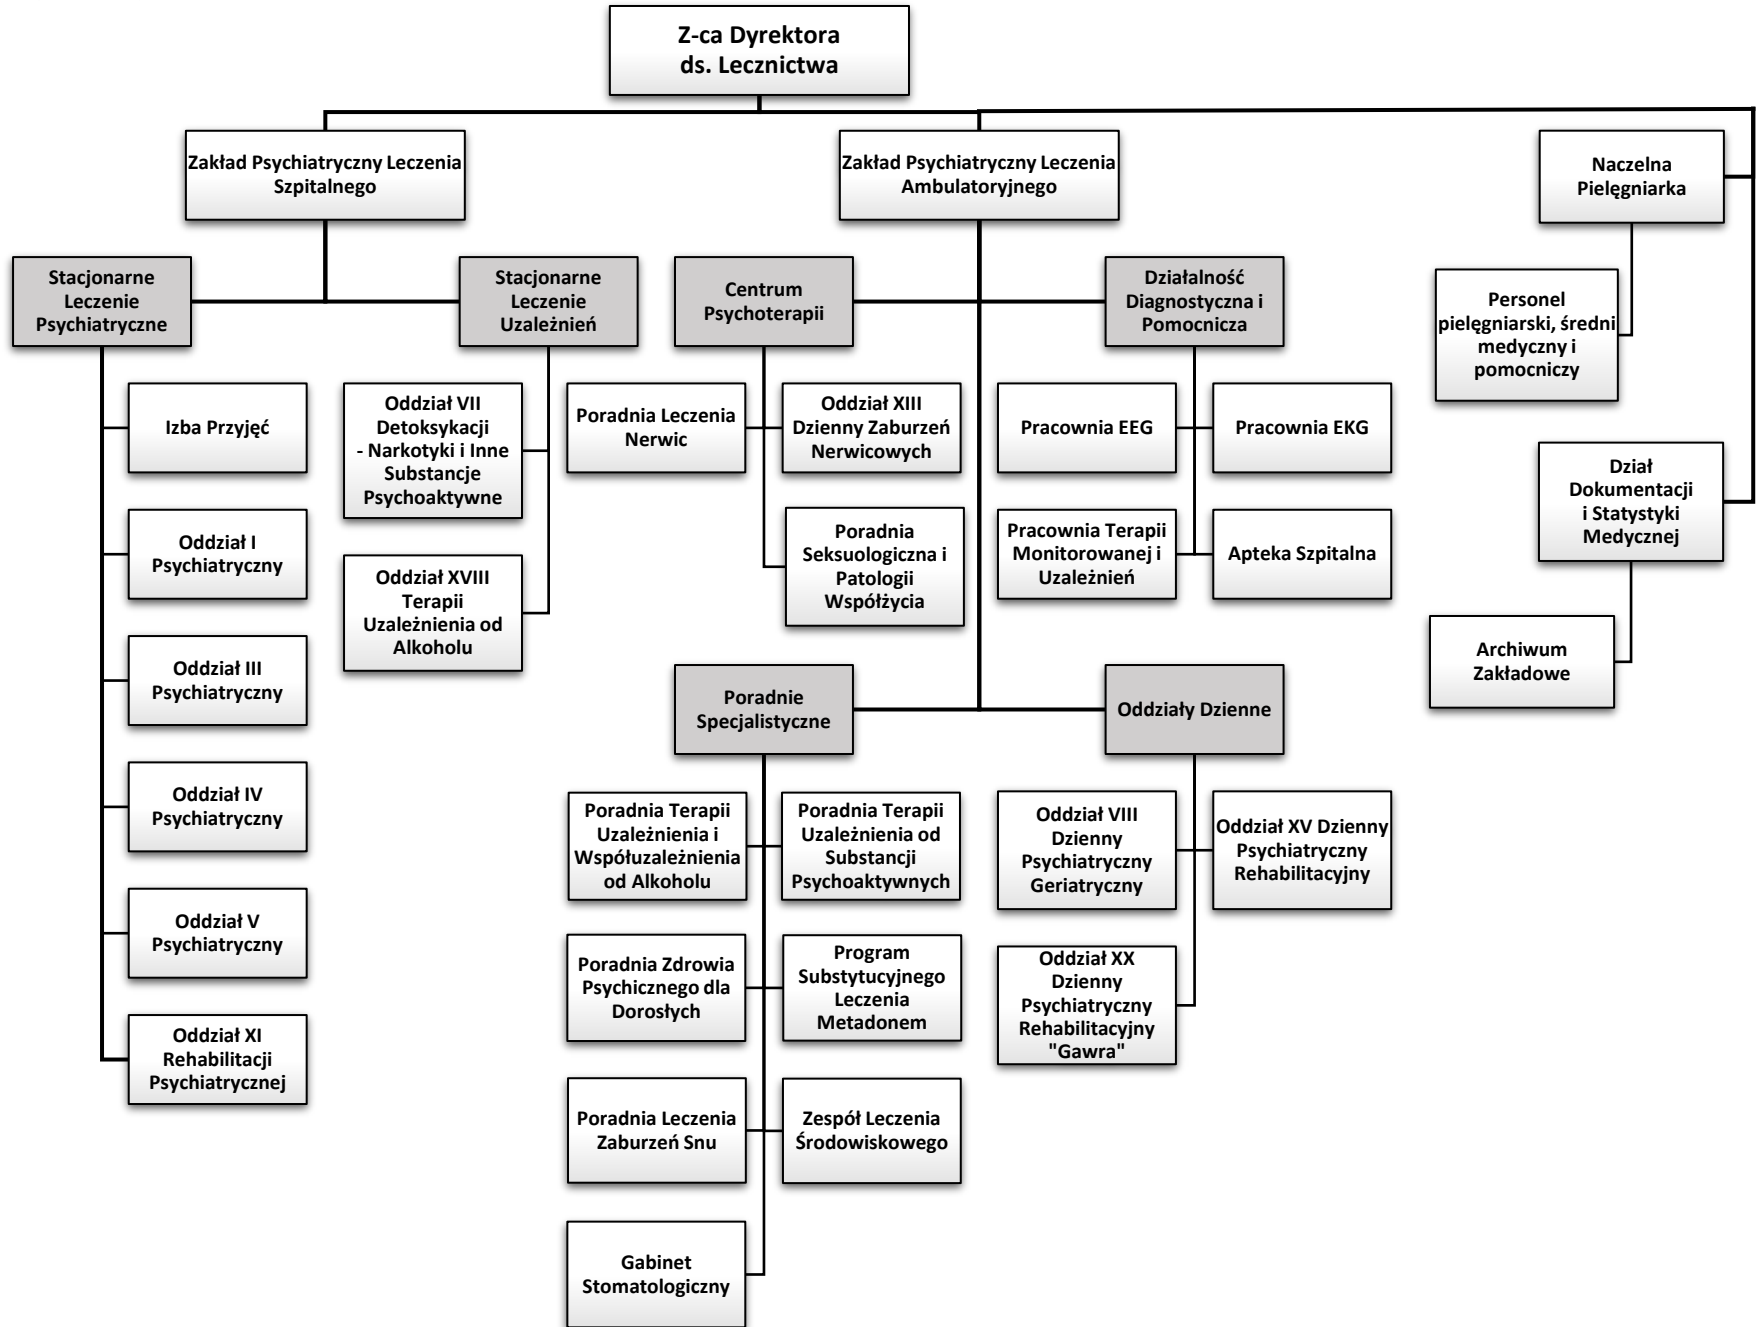 Z-ca Dyrektora
ds. Lecznictwa
Zakład Psychiatryczny Leczenia
Szpitalnego
Zakład Psychiatryczny Leczenia
Ambulatoryjnego
Naczelna
Pielęgniarka
Stacjonarne
Leczenie
Psychiatryczne
Stacjonarne
Leczenie
Uzależnień
Centrum
Psychoterapii
Działalność
Diagnostyczna i
Pomocnicza
Personel
pielęgniarski, średni
medyczny i
pomocniczy
Izba Przyjęć
Oddział I
Psychiatryczny
Oddział III
Psychiatryczny
Oddział IV
Psychiatryczny
Oddział V
Psychiatryczny
Oddział XI
Rehabilitacji
Psychiatrycznej
Oddział VII
Detoksykacji
- Narkotyki i Inne
Substancje
Psychoaktywne
Oddział XVIII
Terapii
Uzależnienia od
Alkoholu
Poradnia Leczenia
Nerwic
Oddział XIII
Dzienny Zaburzeń
Nerwicowych
Poradnia
Seksuologiczna i
Patologii
Współżycia
Pracownia EEG
Pracownia EKG
Pracownia Terapii
Monitorowanej i
Uzależnień
Apteka Szpitalna
Dział
Dokumentacji
i Statystyki
Medycznej
Archiwum
Zakładowe
Poradnie
Specjalistyczne
Oddziały Dzienne
Poradnia Terapii
Uzależnienia i
Współuzależnienia
od Alkoholu
Poradnia Terapii
Uzależnienia od
Substancji
Psychoaktywnych
Poradnia Zdrowia
Psychicznego dla
Dorosłych
Program
Substytucyjnego
Leczenia
Metadonem
Poradnia Leczenia
Zaburzeń Snu
Zespół Leczenia
Środowiskowego
Gabinet
Stomatologiczny
Oddział VIII
Dzienny
Psychiatryczny
Geriatryczny
Oddział XV Dzienny
Psychiatryczny
Rehabilitacyjny
Oddział XX
Dzienny
Psychiatryczny
Rehabilitacyjny
"Gawra"